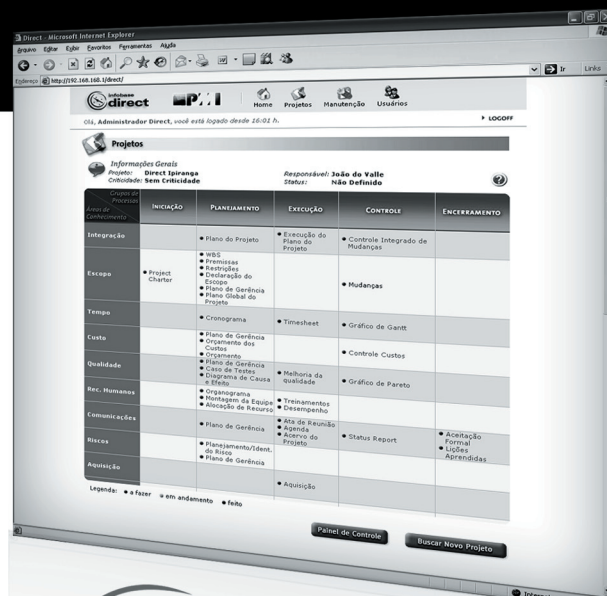 Direct - Microsoft Internet Explorer
Arquivo Editar Exibir Favoritos Ferramentas Ajuda
Endereço http://192.168.168.1/direct/ Ir Links
infobase
direct PMI Home Projetos Manutenção Usuários
Olá, Administrador Direct, você está logado desde 16:01 h. LOGOFF
Projetos
Informações Gerais
Projeto: Direct Ipiranga Responsável: João do Valle
Criticidade: Sem Criticidade Status: Não Definido
Grupos de
Processos
Áreas de
Conhecimento
INICIAÇÃO PLANEJAMENTO EXECUÇÃO CONTROLE ENCERRAMENTO
Integração
• Plano do Projeto
• Execução do
Plano do
Projeto
• Controle Integrado de
Mudanças
Escopo
• Project
Charter
• WBS
• Premissas
• Restrições
• Declaração do
Escopo
• Plano de Gerência
• Plano Global do
Projeto
• Mudanças
Tempo
• Cronograma
• Timesheet
• Gráfico de Gantt
Custo
• Plano de Gerência
• Orçamento dos
Custos
• Orçamento
• Controle Custos
Qualidade
• Plano de Gerência
• Caso de Testes
• Diagrama de Causa
e Efeito
• Melhoria da
qualidade
• Gráfico de Pareto
Rec. Humanos
• Organograma
• Montagem da Equipe
• Alocação de Recurso
• Treinamentos
• Desempenho
Comunicações
• Plano de Gerência
• Ata de Reunião
• Agenda
• Acervo do
Projeto
• Status Report
• Aceitação
Formal
• Lições
Aprendidas
Riscos
• Planejamento/Ident.
do Risco
• Plano de Gerência
Aquisição
• Aquisição
Legenda: • a fazer • em andamento • feito
Painel de Controle Buscar Novo Projeto